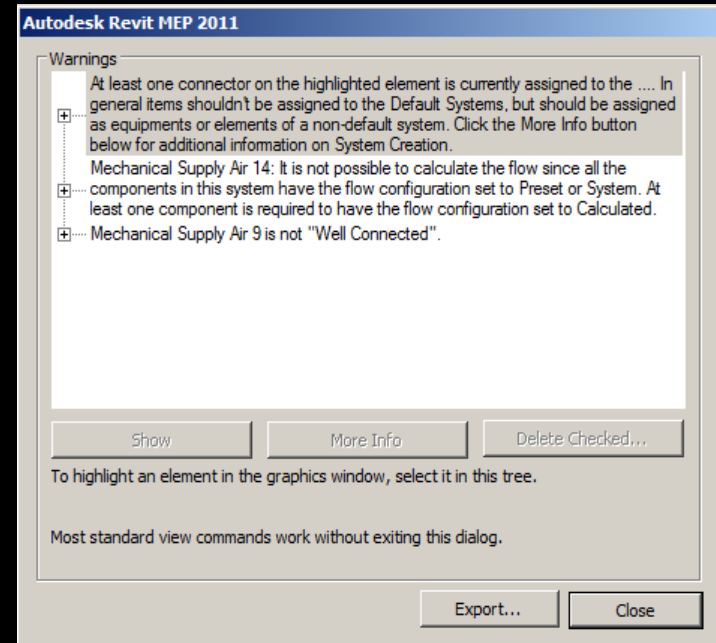 Autodesk Revit MEP 2011
Warnings
At least one connector on the highlighted element is currently assigned to the .... In
general items shouldn't be assigned to the Default Systems, but should be assigned
as equipments or elements of a non-default system. Click the More Info button
below for additional information on System Creation.
Mechanical Supply Air 14: It is not possible to calculate the flow since all the
components in this system have the flow configuration set to Preset or System. At
least one component is required to have the flow configuration set to Calculated.
Mechanical Supply Air 9 is not "Well Connected".
Show
More Info
Delete Checked...
To highlight an element in the graphics window, select it in this tree.
Most standard view commands work without exiting this dialog.
Export...
Close